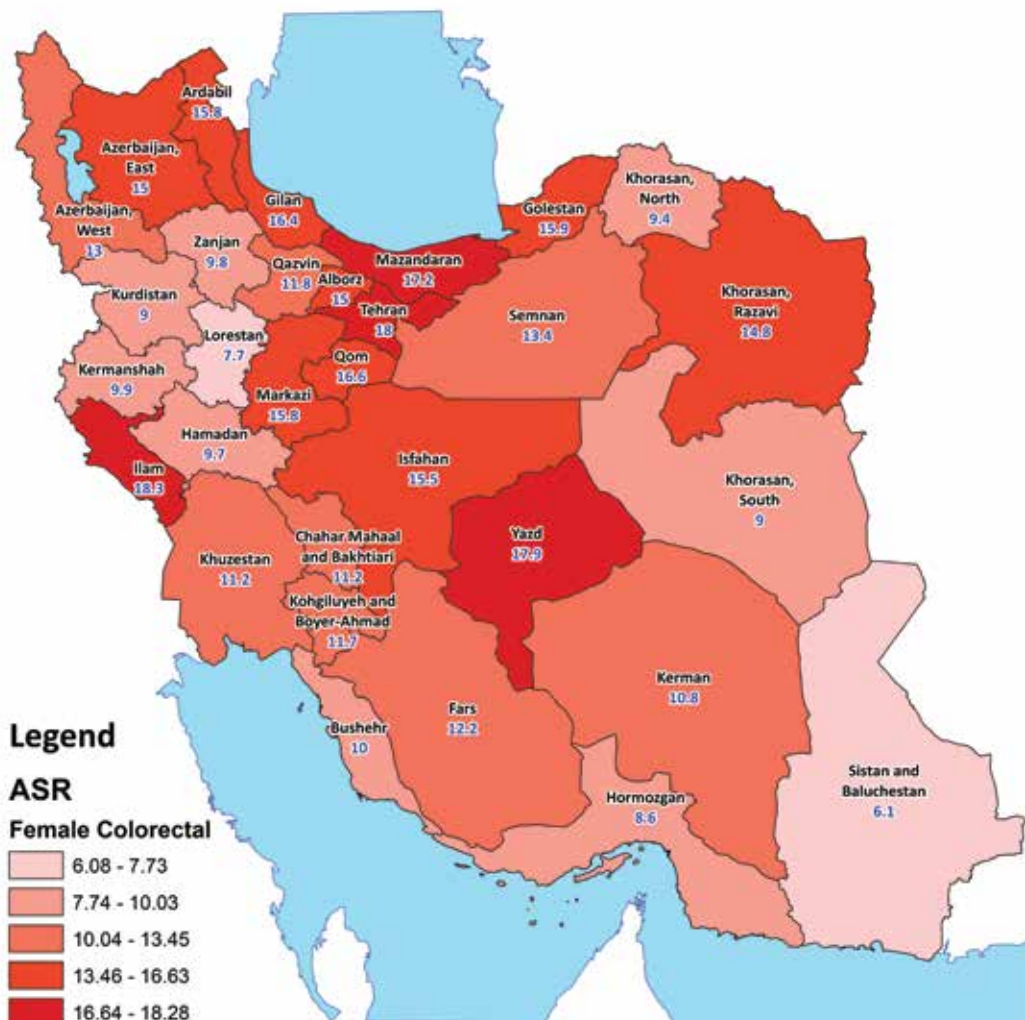 Ardabil
15.8
Azerbaijan,
East
15
Azerbaijan,
West
13
Gilan
16.4
Golestan
15.9
Khorasan,
North
9.4
Zanjan
9.8
Qazvin
11.8
Mazandaran
17.2
Alborz
15
Tehran
18
Kurdistan
9
Semnan
13.4
Khorasan,
Razavi
14.8
Lorestan
7.7
Kermanshah
9.9
Qom
16.6
Markazi
15.8
Hamadan
9.7
Ilam
18.3
Isfahan
15.5
Khorasan,
South
9
Yazd
17.9
Khuzestan
11.2
Chahar Mahaal
and Bakhtiari
11.2
Kohgiluyeh and
Boyer-Ahmad
11.7
Fars
12.2
Kerman
10.8
Bushehr
10
Hormozgan
8.6
Sistan and
Baluchestan
6.1
Legend
ASR
Female Colorectal
6.08 - 7.73
7.74 - 10.03
10.04 - 13.45
13.46 - 16.63
16.64 - 18.28